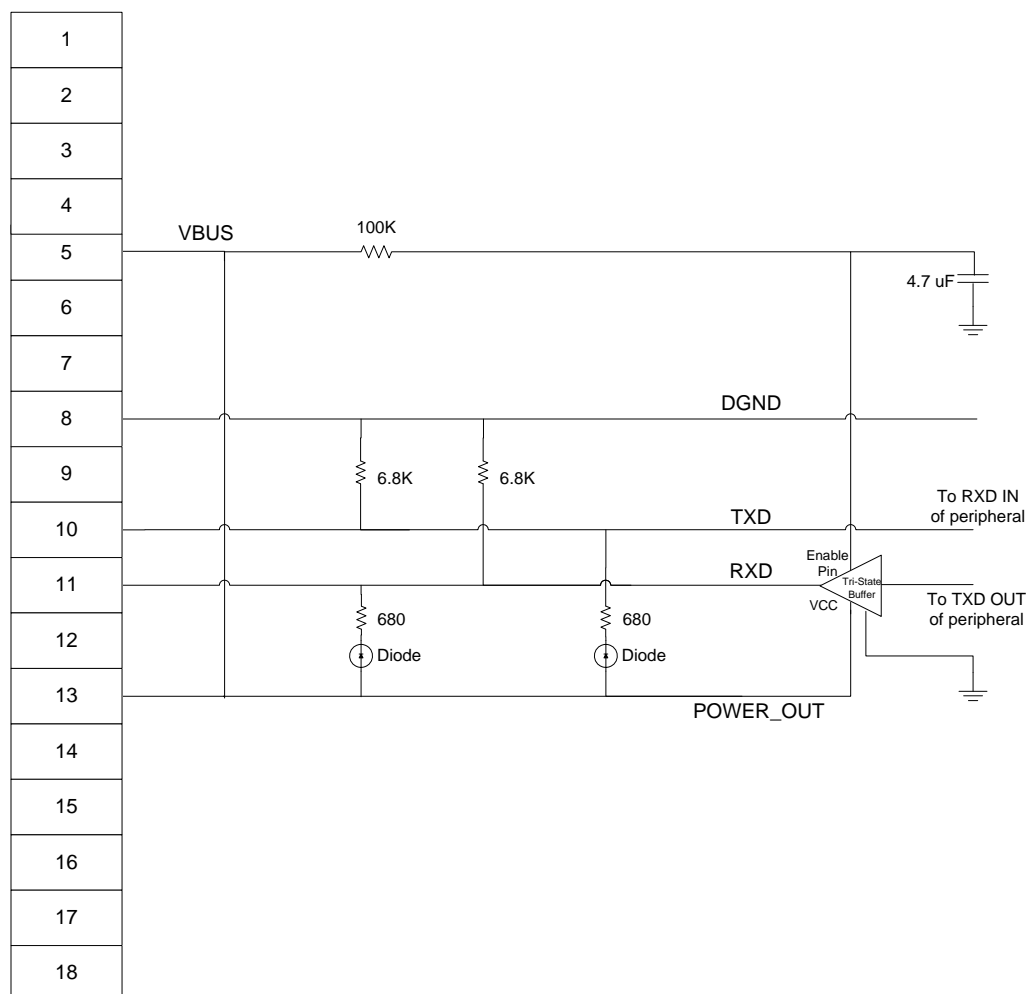 1
2
3
4
VBUS
100K
5
4.7 uF
6
7
8
DGND
9
6.8K
6.8K
To RXD IN
of peripheral
10
TXD
Enable
Pin
11
RXD
Tri-State
Buffer
VCC
To TXD OUT
of peripheral
12
680
680
Diode
Diode
13
POWER_OUT
14
15
16
17
18